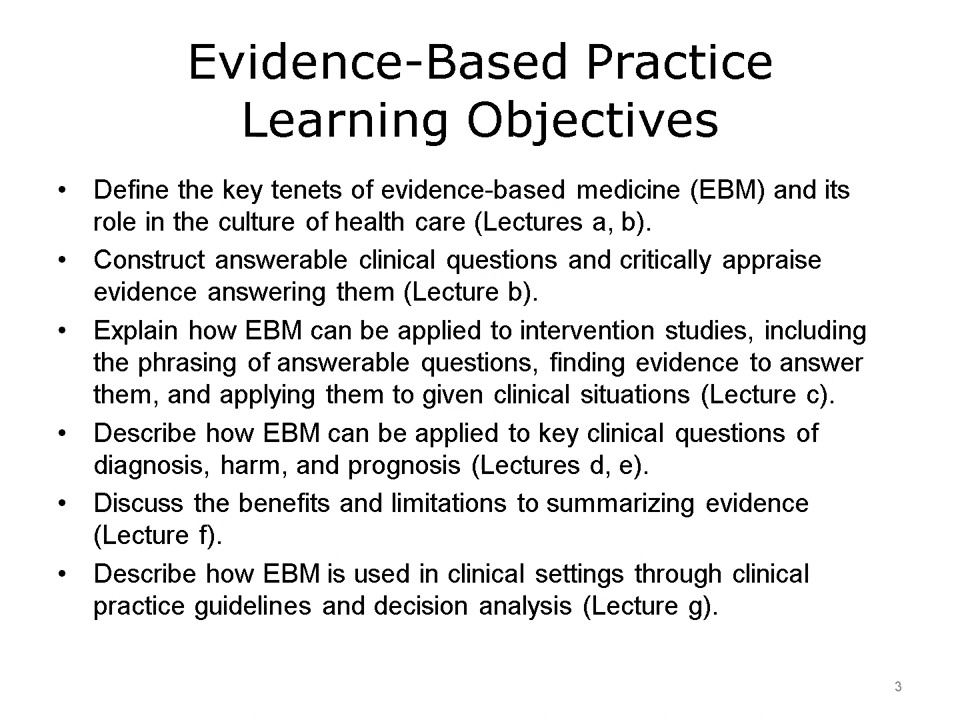 Evidence-Based Practice
Learning Objectives
• Define the key tenets of evidence-based medicine (EBM) and its
role in the culture of health care (Lectures a, b).
• Construct answerable clinical questions and critically appraise
evidence answering them (Lecture b).
• Explain how EBM can be applied to intervention studies, including
the phrasing of answerable questions, finding evidence to answer
them, and applying them to given clinical situations (Lecture c).
• Describe how EBM can be applied to key clinical questions of
diagnosis, harm, and prognosis (Lectures d, e).
• Discuss the benefits and limitations to summarizing evidence
(Lecture f).
• Describe how EBM is used in clinical settings through clinical
practice guidelines and decision analysis (Lecture g).
3